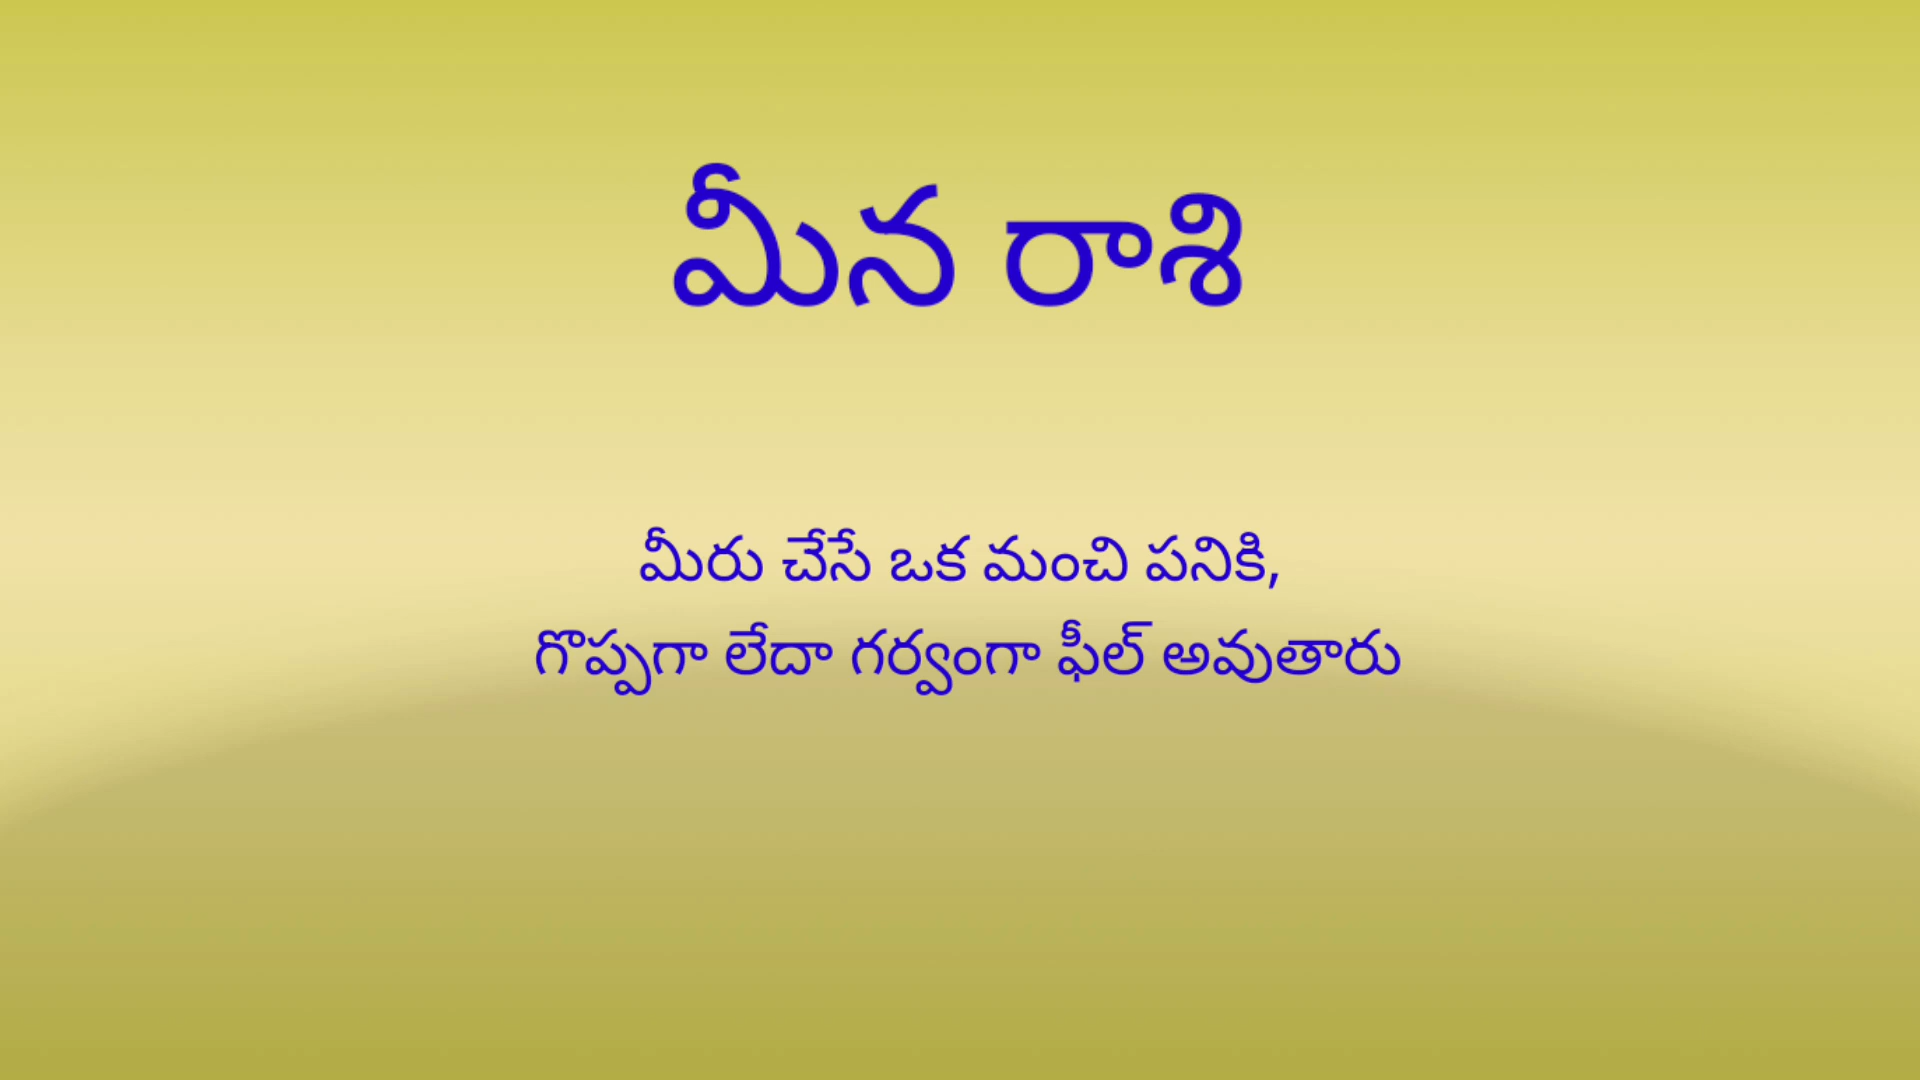 మీన రాశి
మీరు చేసే ఒక మంచి పనికి,
గొప్పగా లేదా గర్వంగా ఫీల్ అవుతారు